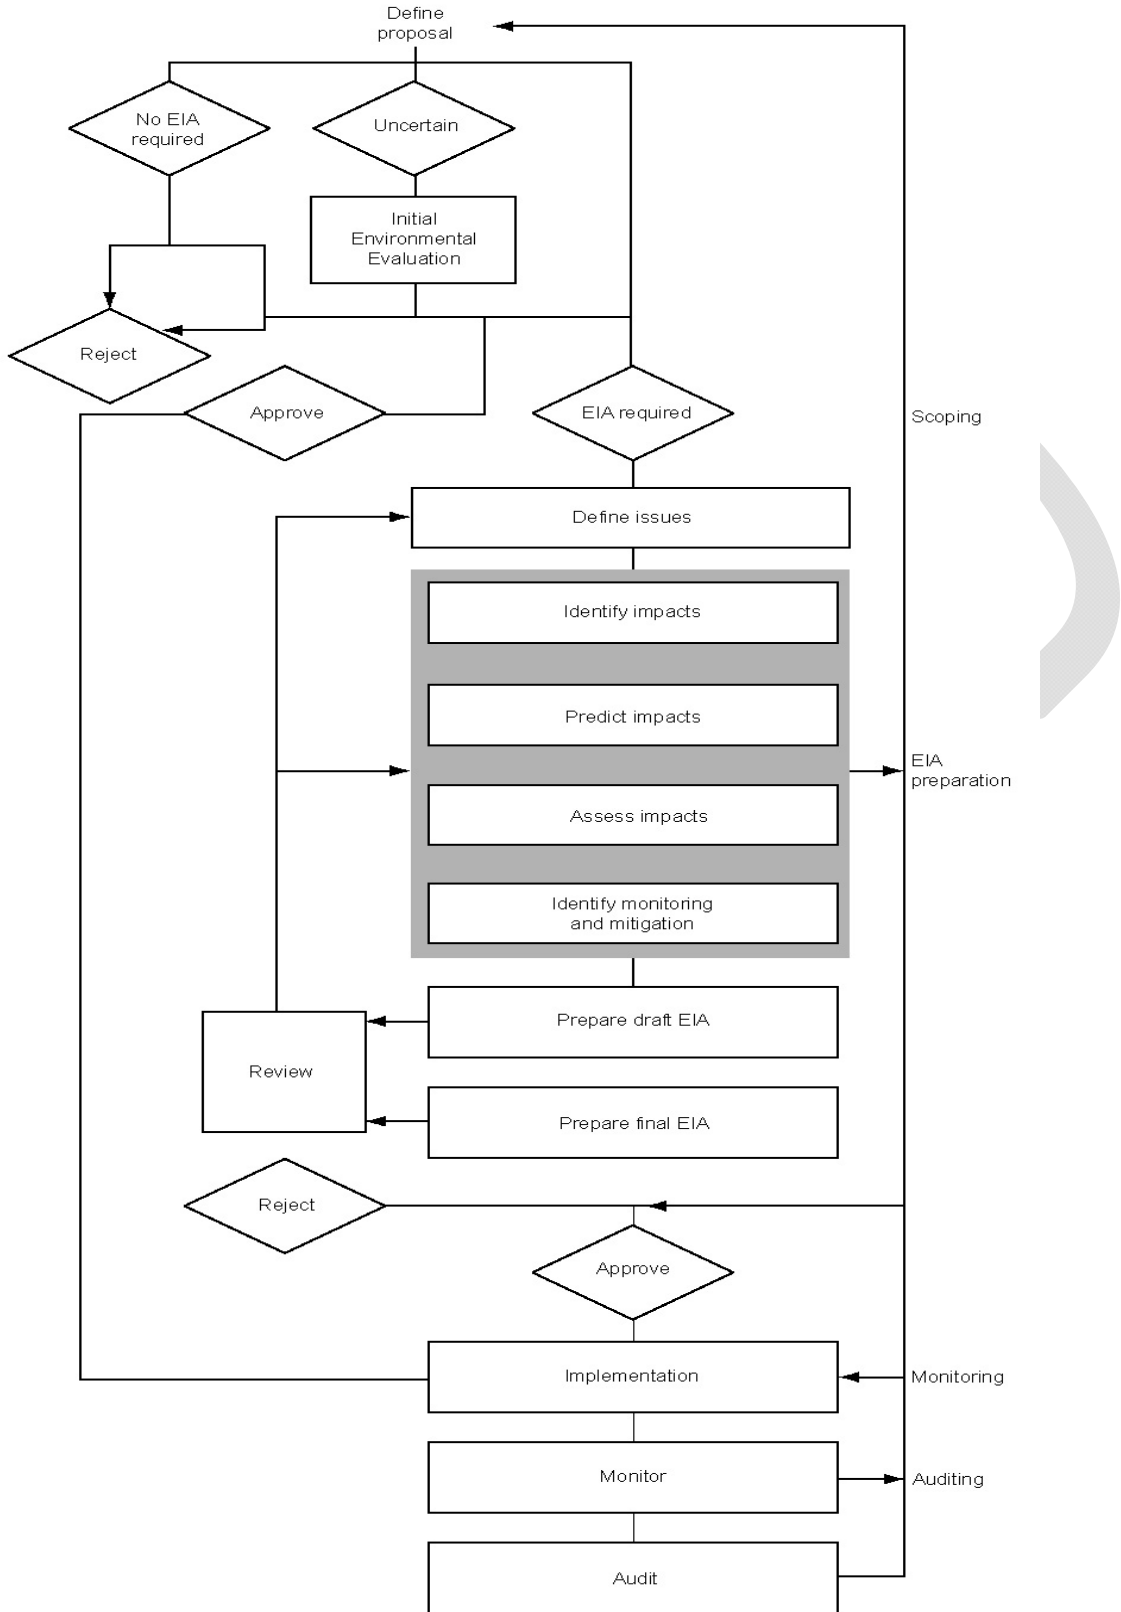 Define
proposal
No EIA
required
Uncertain
Initial
Environmental
Evaluation
Reject
Approve
EIA required
Scoping
Define issues
Identify impacts
Predict impacts
EIA
preparation
Assess impacts
Identify monitoring
and mitigation
Prepare draft EIA
Review
Prepare final EIA
Reject
Approve
Implementation
Monitoring
Monitor
Auditing
Audit